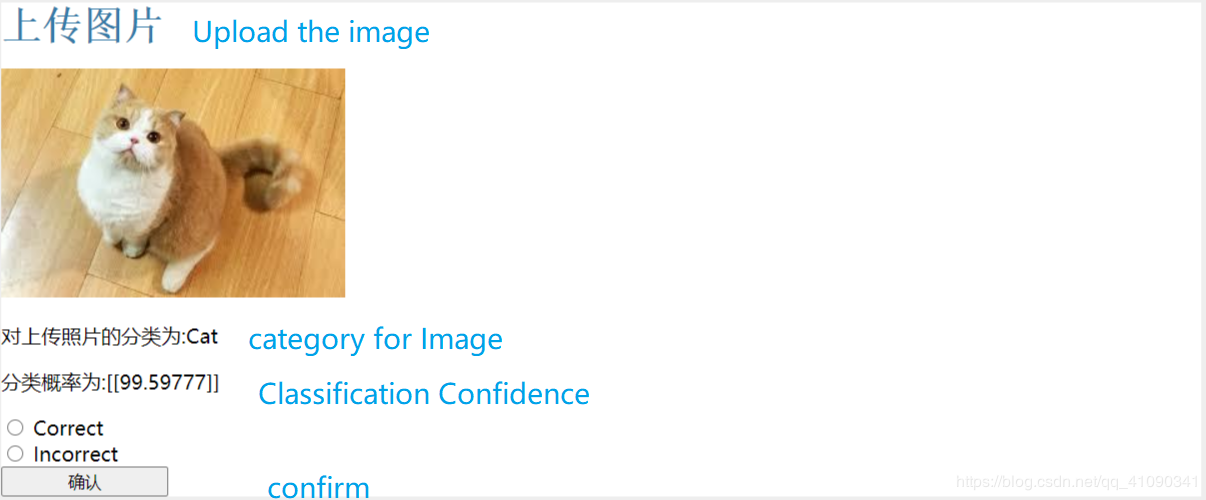 上传图片 Upload the image
对上传照片的分类为:Cat category for Image
分类概率为:[[99.59777]] Classification Confidence
Correct
Incorrect
确认 confirm
https://blog.csdn.net/qq_41090341